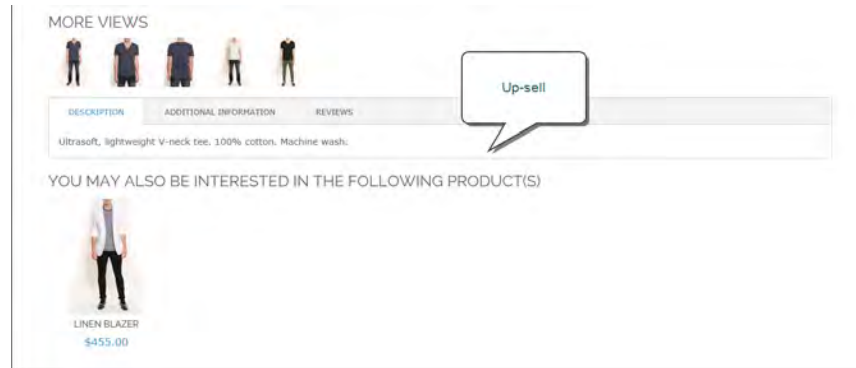 MORE VIEWS
Up-sell
DESCRIPTION ADDITIONAL INFORMATION REVIEWS
Ultrasoft, lightweight V-neck tee. 100% cotton. Machine wash.
YOU MAY ALSO BE INTERESTED IN THE FOLLOWING PRODUCT(S)
LINEN BLAZER
$455.00